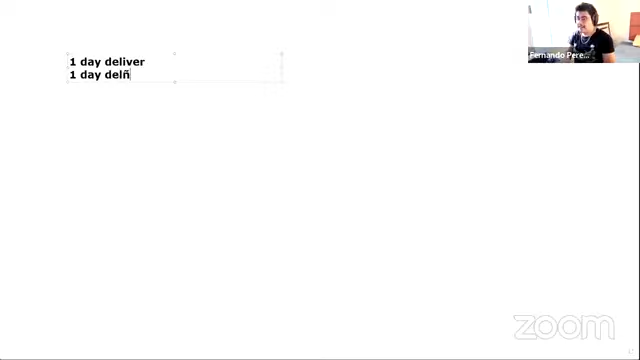 1 day deliver
1 day delñ
Fernando Pere...
zoom